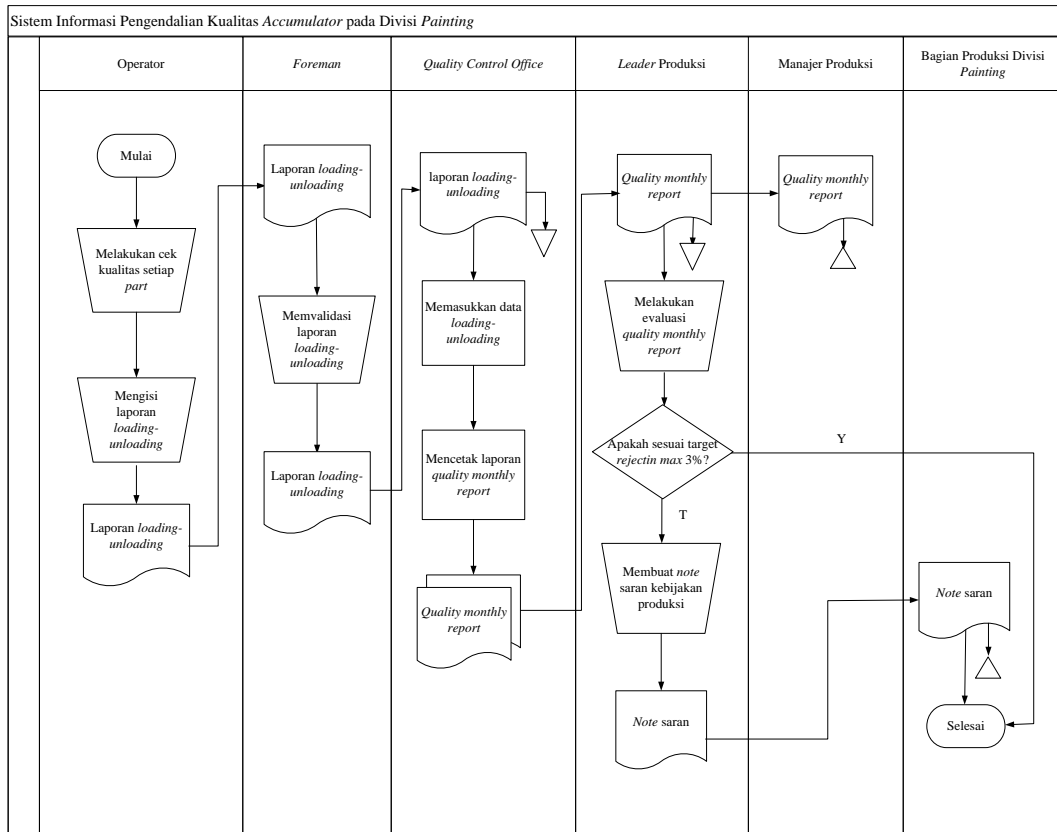 Sistem Informasi Pengendalian Kualitas Accumulator pada Divisi Painting
Operator
Foreman
Quality Control Office
Leader Produksi
Manajer Produksi
Bagian Produksi Divisi
Painting
Mulai
Melakukan cek
kualitas setiap
part
Mengisi
laporan
loading-
unloading
Laporan loading-
unloading
Laporan loading-
unloading
Memvalidasi
laporan
loading-
unloading
Laporan loading-
unloading
laporan loading-
unloading
Memasukkan data
loading-
unloading
Mencetak laporan
quality monthly
report
Quality monthly
report
Quality monthly
report
Melakukan
evaluasi
quality monthly
report
Apakah sesuai target
rejectin max 3%?
Y
T
Membuat note
saran kebijakan
produksi
Note saran
Quality monthly
report
Note saran
Selesai